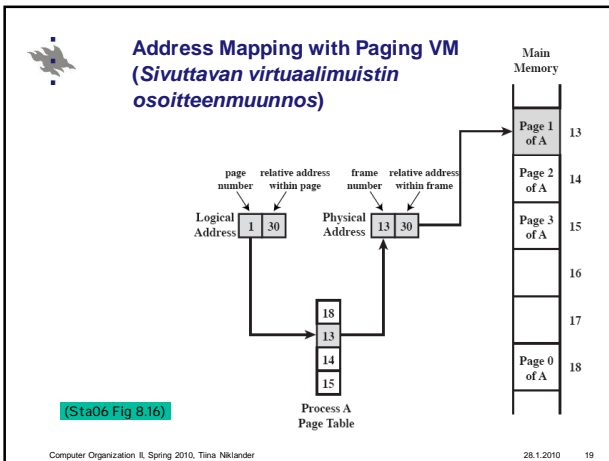 Address Mapping with Paging VM
(Sivuttavan virtuaalimuistin
osoitteenmuunnos)
Main
Memory
Page 1
of A
13
Page 2
of A
14
Page 3
of A
15
16
17
Page 0
of A
18
page
number
relative address
within page
frame
number
relative address
within frame
Logical
Address
1 30
Physical
Address
13 30
18
13
14
15
Process A
Page Table
(Sta06 Fig 8.16)
Computer Organization II, Spring 2010, Tiina Niklander
28.1.2010 19